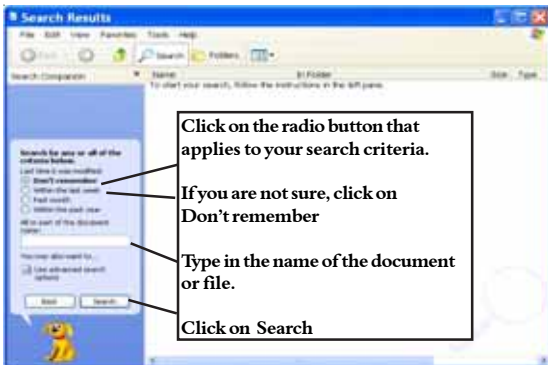 Search Results
File Edit View Favorites Tools Help
Search Folders
Search Companion
Name In Folder Size Type
To start your search, follow the instructions in the left pane.
Search by any or all of the
criteria below.
Last time it was modified:
Don't remember
Within the last week
Past month
Within the past year
All or part of the document
name:
You may also want to...
Use advanced search
options
Back Search
Click on the radio button that
applies to your search criteria.
If you are not sure, click on
Don't remember
Type in the name of the document
or file.
Click on Search